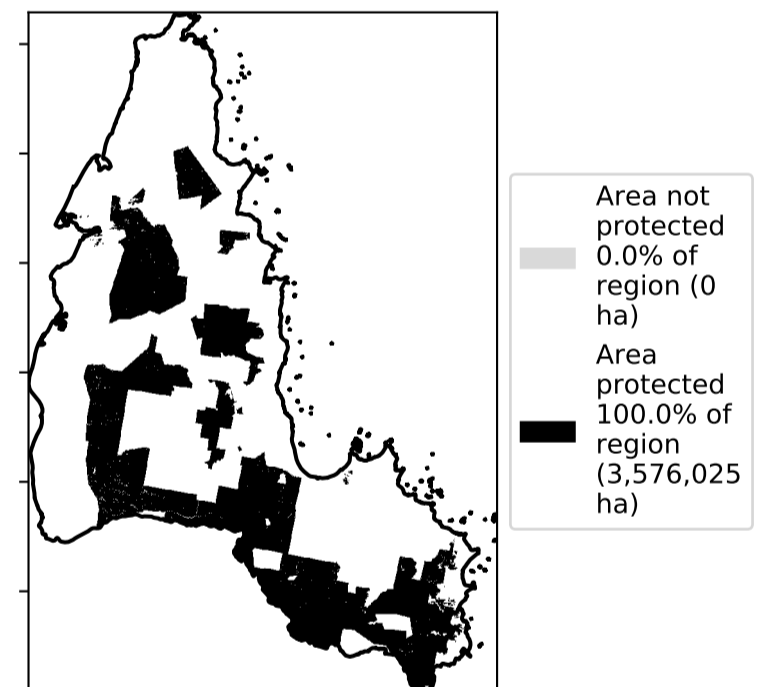 Area not
protected
0.0% of
region (0
ha)
Area
protected
100.0% of
region
(3,576,025
ha)